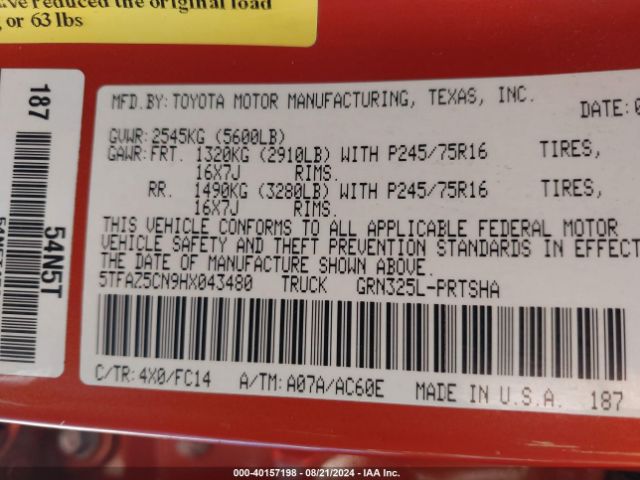 ve reduced the original load
or 63 lbs
187
54N5T
MFD.BY:TOYOTA MOTOR MANUFACTURING, TEXAS, INC.
DATE:0
GVWR:2545KG (5600LB)
GAWR:FRT. 1320KG (2910LB) WITH P245/75R16 TIRES,
16X7J RIMS.
RR. 1490KG (3280LB) WITH P245/75R16 TIRES,
16X7J RIMS.
THIS VEHICLE CONFORMS TO ALL APPLICABLE FEDERAL MOTOR
VEHICLE SAFETY AND THEFT PREVENTION STANDARDS IN EFFECT
THE DATE OF MANUFACTURE SHOWN ABOVE.
5TFAZ5CN9HX043480 TRUCK GRN325L-PRTSHA
C/TR:4X0/FC14 A/TM:A07A/AC60E MADE IN U.S.A. 187
000-40157198 - 08/21/2024 - IAA Inc.